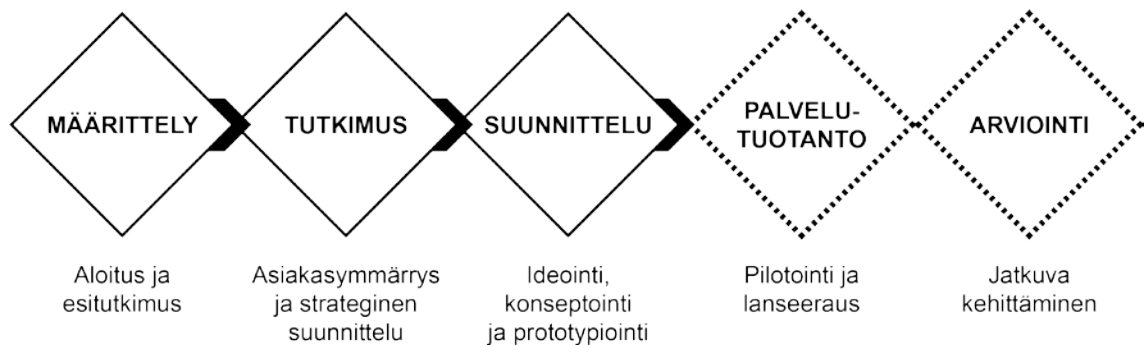 MÄÄRITTELY
TUTKIMUS
SUUNNITTELU
PALVELU-
TUOTANTO
ARVIOINTI
Aloitus ja
esitutkimus
Asiakasymmärrys
ja strateginen
suunnittelu
Ideointi,
konseptointi
ja prototypiointi
Pilotointi ja
lanseeraus
Jatkuva
kehittäminen